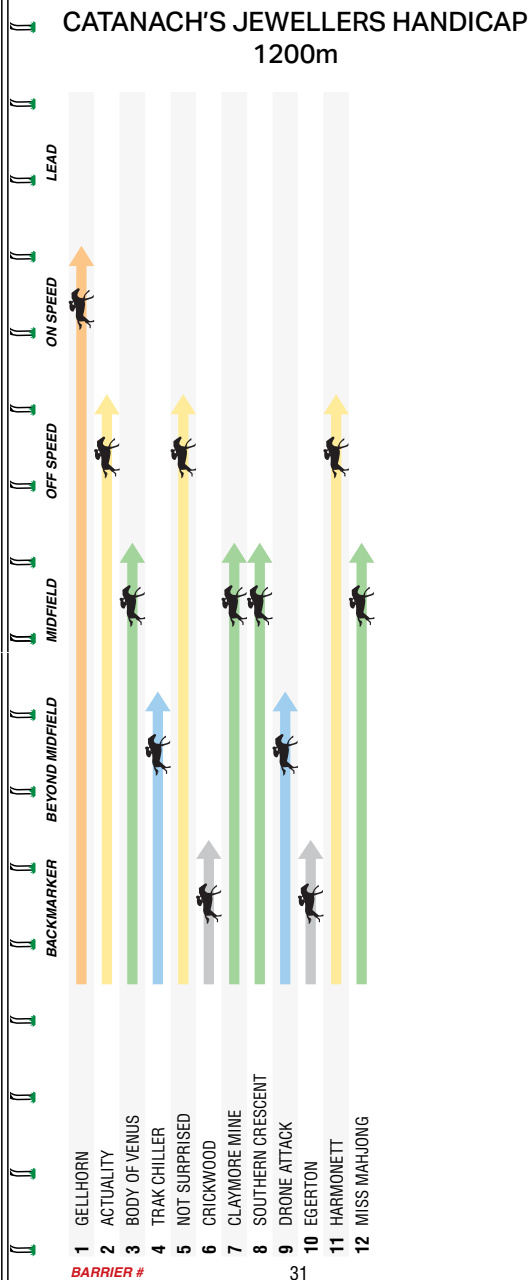 CATANACH'S JEWELLERS HANDICAP
1200m
LEAD
ON SPEED
OFF SPEED
MIDFIELD
BEYOND MIDFIELD
BACKMARKER
1 GELLHORN
2 ACTUALITY
3 BODY OF VENUS
4 TRAK CHILLER
5 NOT SURPRISED
6 CRICKWOOD
7 CLAYMORE MINE
8 SOUTHERN CRESCENT
9 DRONE ATTACK
10 EGERTON
11 HARMONETT
12 MISS MAHJONG
BARRIER #
31